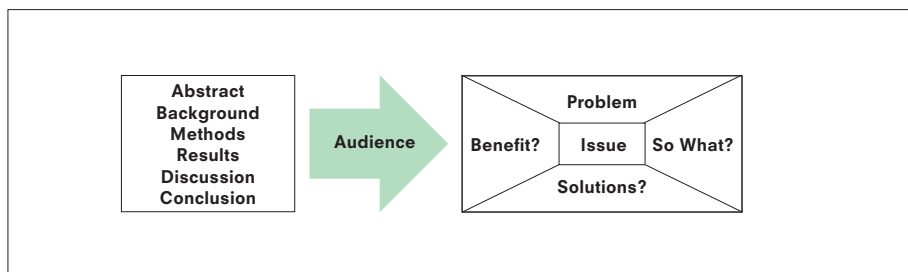 Abstract
Background
Methods
Results
Discussion
Conclusion
Audience
Problem
Benefit?
Issue
So What?
Solutions?